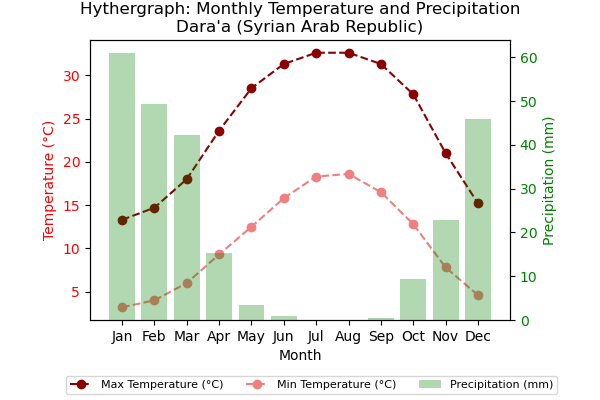 Hythergraph: Monthly Temperature and Precipitation
Dara'a (Syrian Arab Republic)
Temperature (°C)
30
25
20
15
10
5
Precipitation (mm)
60
50
40
30
20
10
0
Jan Feb Mar Apr May Jun Jul Aug Sep Oct Nov Dec
Month
Max Temperature (°C) Min Temperature (°C) Precipitation (mm)